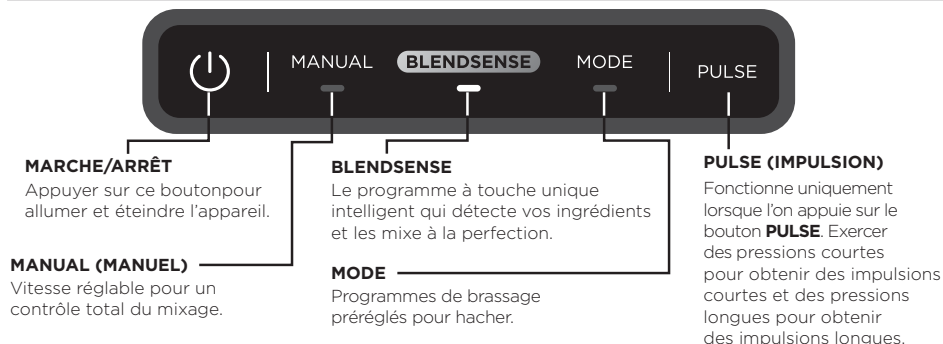 MANUAL
BLENDSENSE
MODE
PULSE
MARCHE/ARRÊT
Appuyer sur ce boutonpour
allumer et éteindre l’appareil.
MANUAL (MANUEL)
Vitesse réglable pour un
contrôle total du mixage.
BLENDSENSE
Le programme à touche unique
intelligent qui détecte vos ingrédients
et les mixe à la perfection.
MODE
Programmes de brassage
préréglés pour hacher.
PULSE (IMPULSION)
Fonctionne uniquement
lorsque l’on appuie sur le
bouton PULSE. Exercer
des pressions courtes
pour obtenir des impulsions
courtes et des pressions
longues pour obtenir
des impulsions longues.